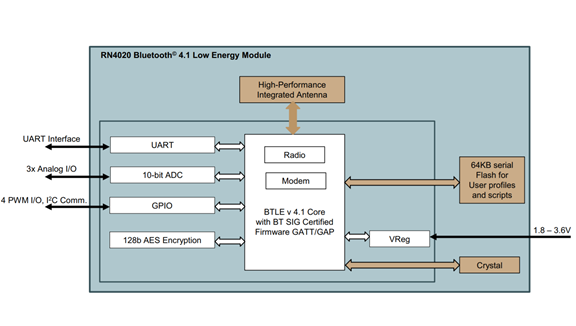 RN4020 Bluetooth© 4.1 Low Energy Module
High-Performance
Integrated Antenna
UART Interface
UART
Radio
3x Analog I/O
10-bit ADC
Modem
64KB serial
Flash for
User profiles
and scripts
4 PWM I/O, I²C Comm.
GPIO
BTLE v 4.1 Core
with BT SIG Certified
Firmware GATT/GAP
128b AES Encryption
VReg
1.8 – 3.6V
Crystal